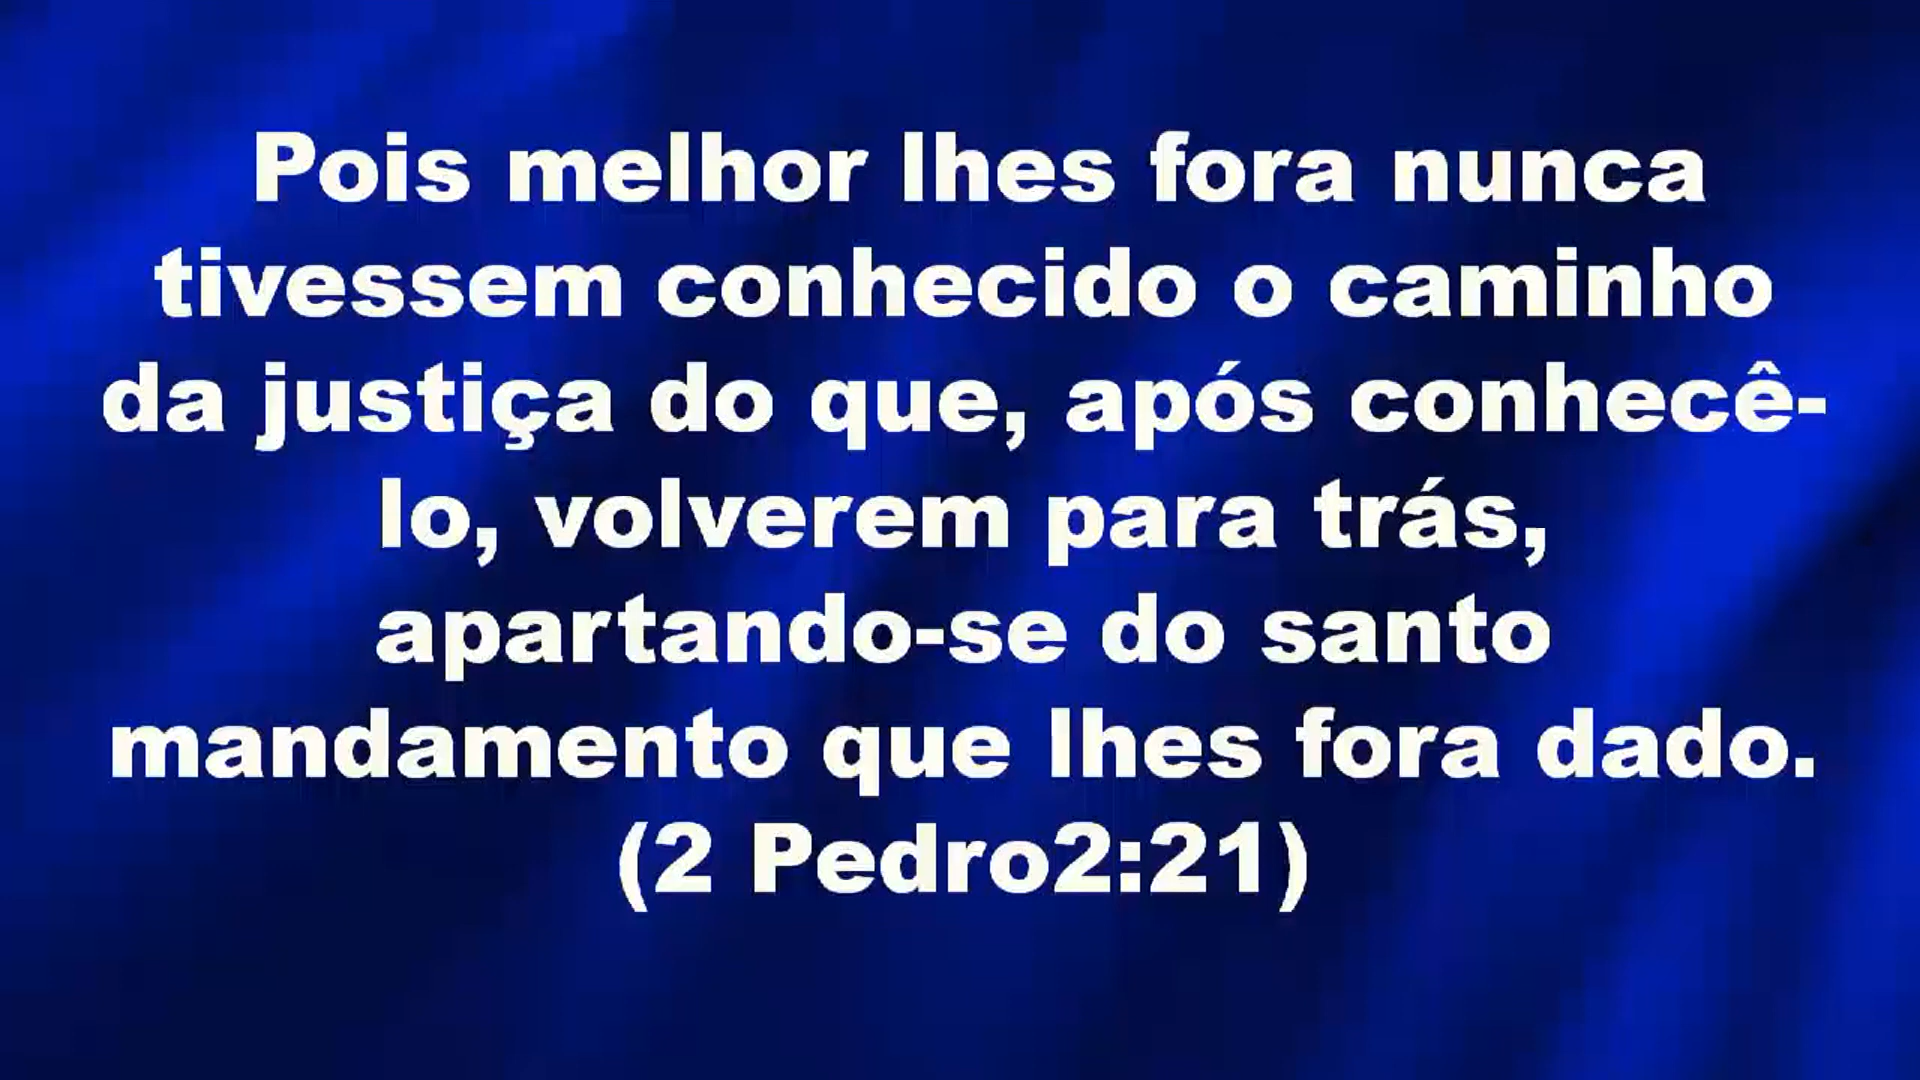 Pois melhor lhes fora nunca
tivessem conhecido o caminho
da justiça do que, após conhecê-
lo, volverem para trás,
apartando-se do santo
mandamento que lhes fora dado.
(2 Pedro2:21)